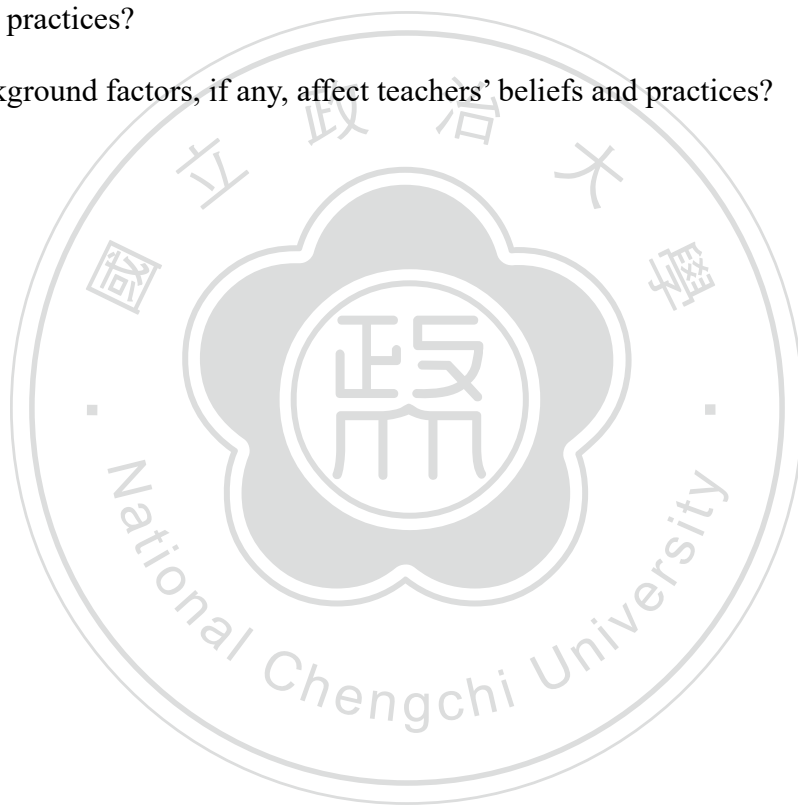 practices?
kground factors, if any, affect teachers’ beliefs and practices?
國立政治大學
政
National Chengchi University